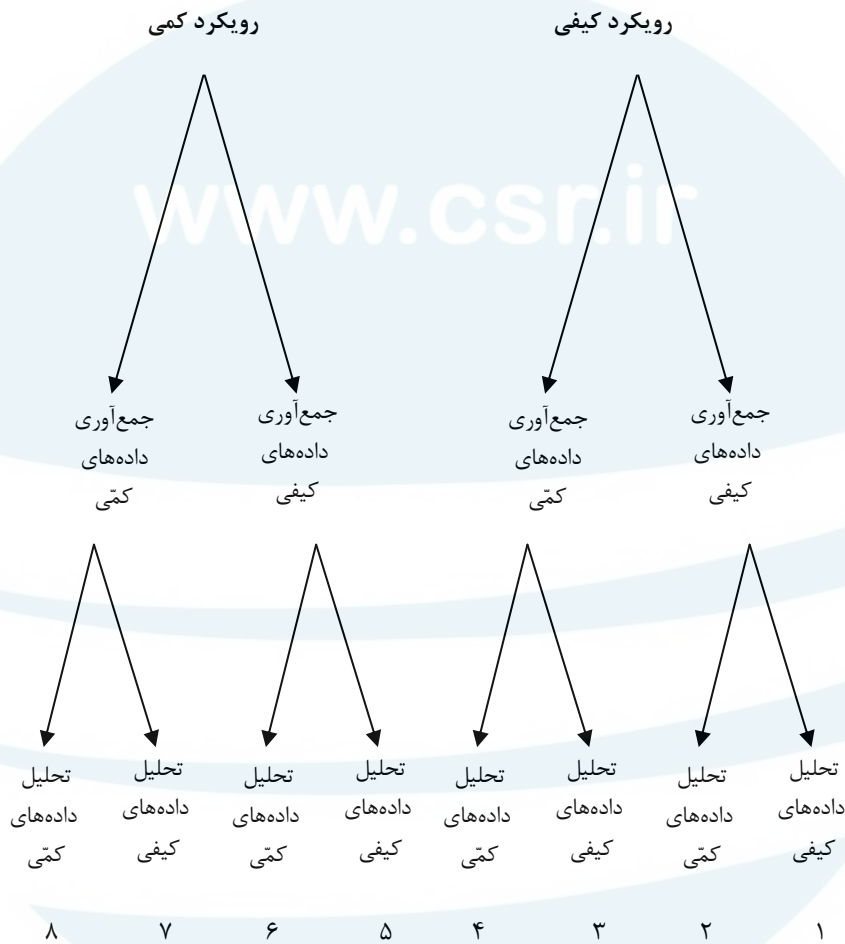 رویکرد کیفی
رویکرد کمی
www.csr.ir
جمع‌آوری
داده‌های
کیفی
جمع‌آوری
داده‌های
کمّی
جمع‌آوری
داده‌های
کیفی
جمع‌آوری
داده‌های
کمّی
تحلیل
داده‌های
کیفی
تحلیل
داده‌های
کمّی
تحلیل
داده‌های
کیفی
تحلیل
داده‌های
کمّی
تحلیل
داده‌های
کیفی
تحلیل
داده‌های
کمّی
تحلیل
داده‌های
کیفی
تحلیل
داده‌های
کمّی
۱
۲
۳
۴
۵
۶
۷
۸